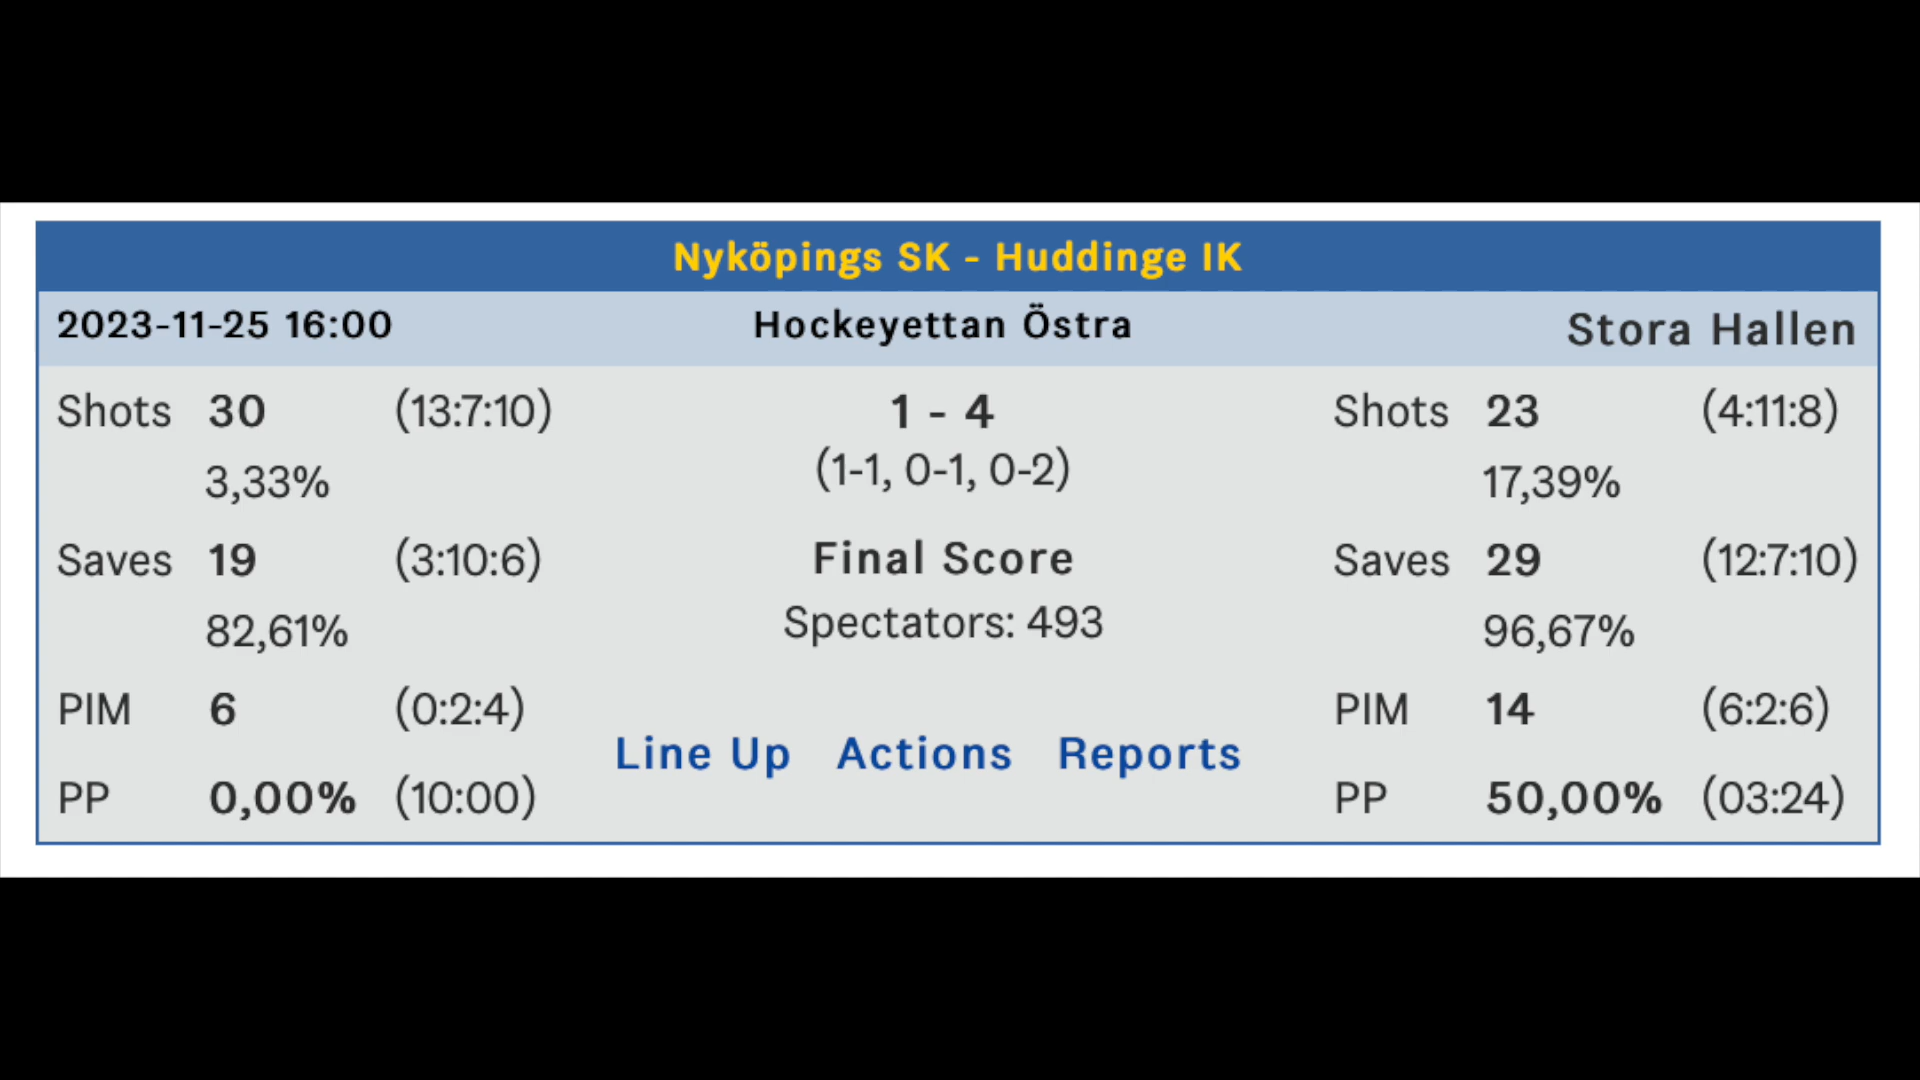 Nyköpings SK - Huddinge IK
2023-11-25 16:00 Hockeyettan Östra Stora Hallen
Shots 30 (13:7:10) 1 - 4 Shots 23 (4:11:8)
(1-1, 0-1, 0-2)
3,33% 17,39%
Saves 19 (3:10:6) Final Score Saves 29 (12:7:10)
Spectators: 493
82,61% 96,67%
PIM 6 (0:2:4) PIM 14 (6:2:6)
Line Up Actions Reports
PP 0,00% (10:00) PP 50,00% (03:24)